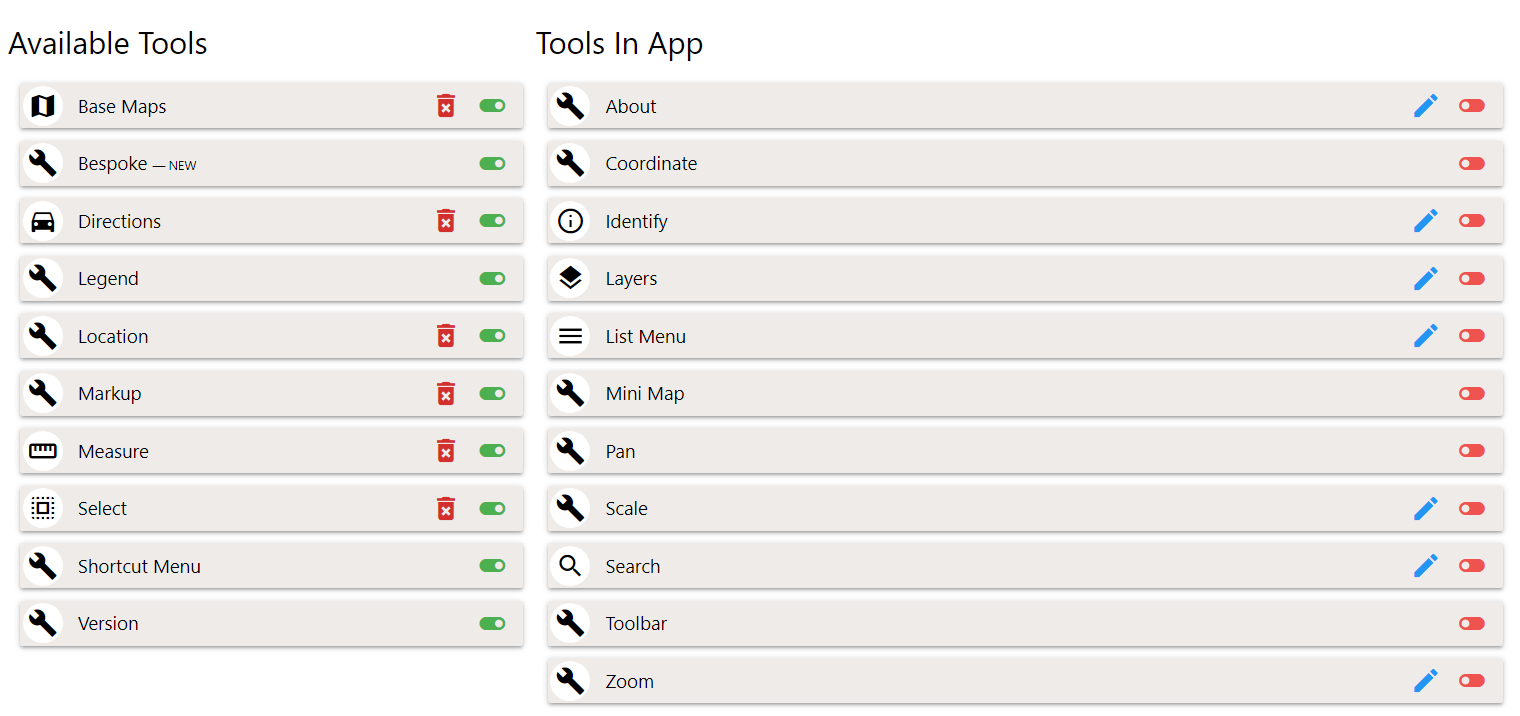 Available Tools
Base Maps
Bespoke — NEW
Directions
Legend
Location
Markup
Measure
Select
Shortcut Menu
Version
Tools In App
About
Coordinate
Identify
Layers
List Menu
Mini Map
Pan
Scale
Search
Toolbar
Zoom